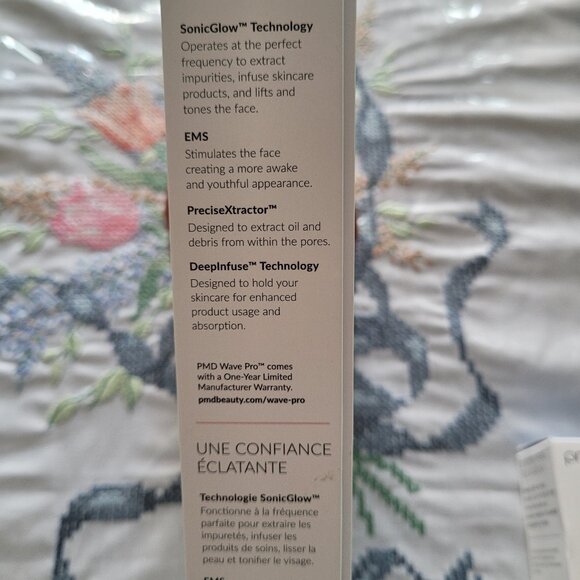 SonicGlow™ Technology
Operates at the perfect
frequency to extract
impurities, infuse skincare
products, and lifts and
tones the face.
EMS
Stimulates the face
creating a more awake
and youthful appearance.
PreciseXtractor™
Designed to extract oil and
debris from within the pores.
DeepInfuse™ Technology
Designed to hold your
skincare for enhanced
product usage and
absorption.
PMD Wave Pro™ comes
with a One-Year Limited
Manufacturer Warranty.
pmdbeauty.com/wave-pro
UNE CONFIANCE
ÉCLATANTE
Technologie SonicGlow™
Fonctionne à la fréquence
parfaite pour extraire les
impuretés, infuser les
produits de soins, lisser la
peau et tonifier le visage.
EMS